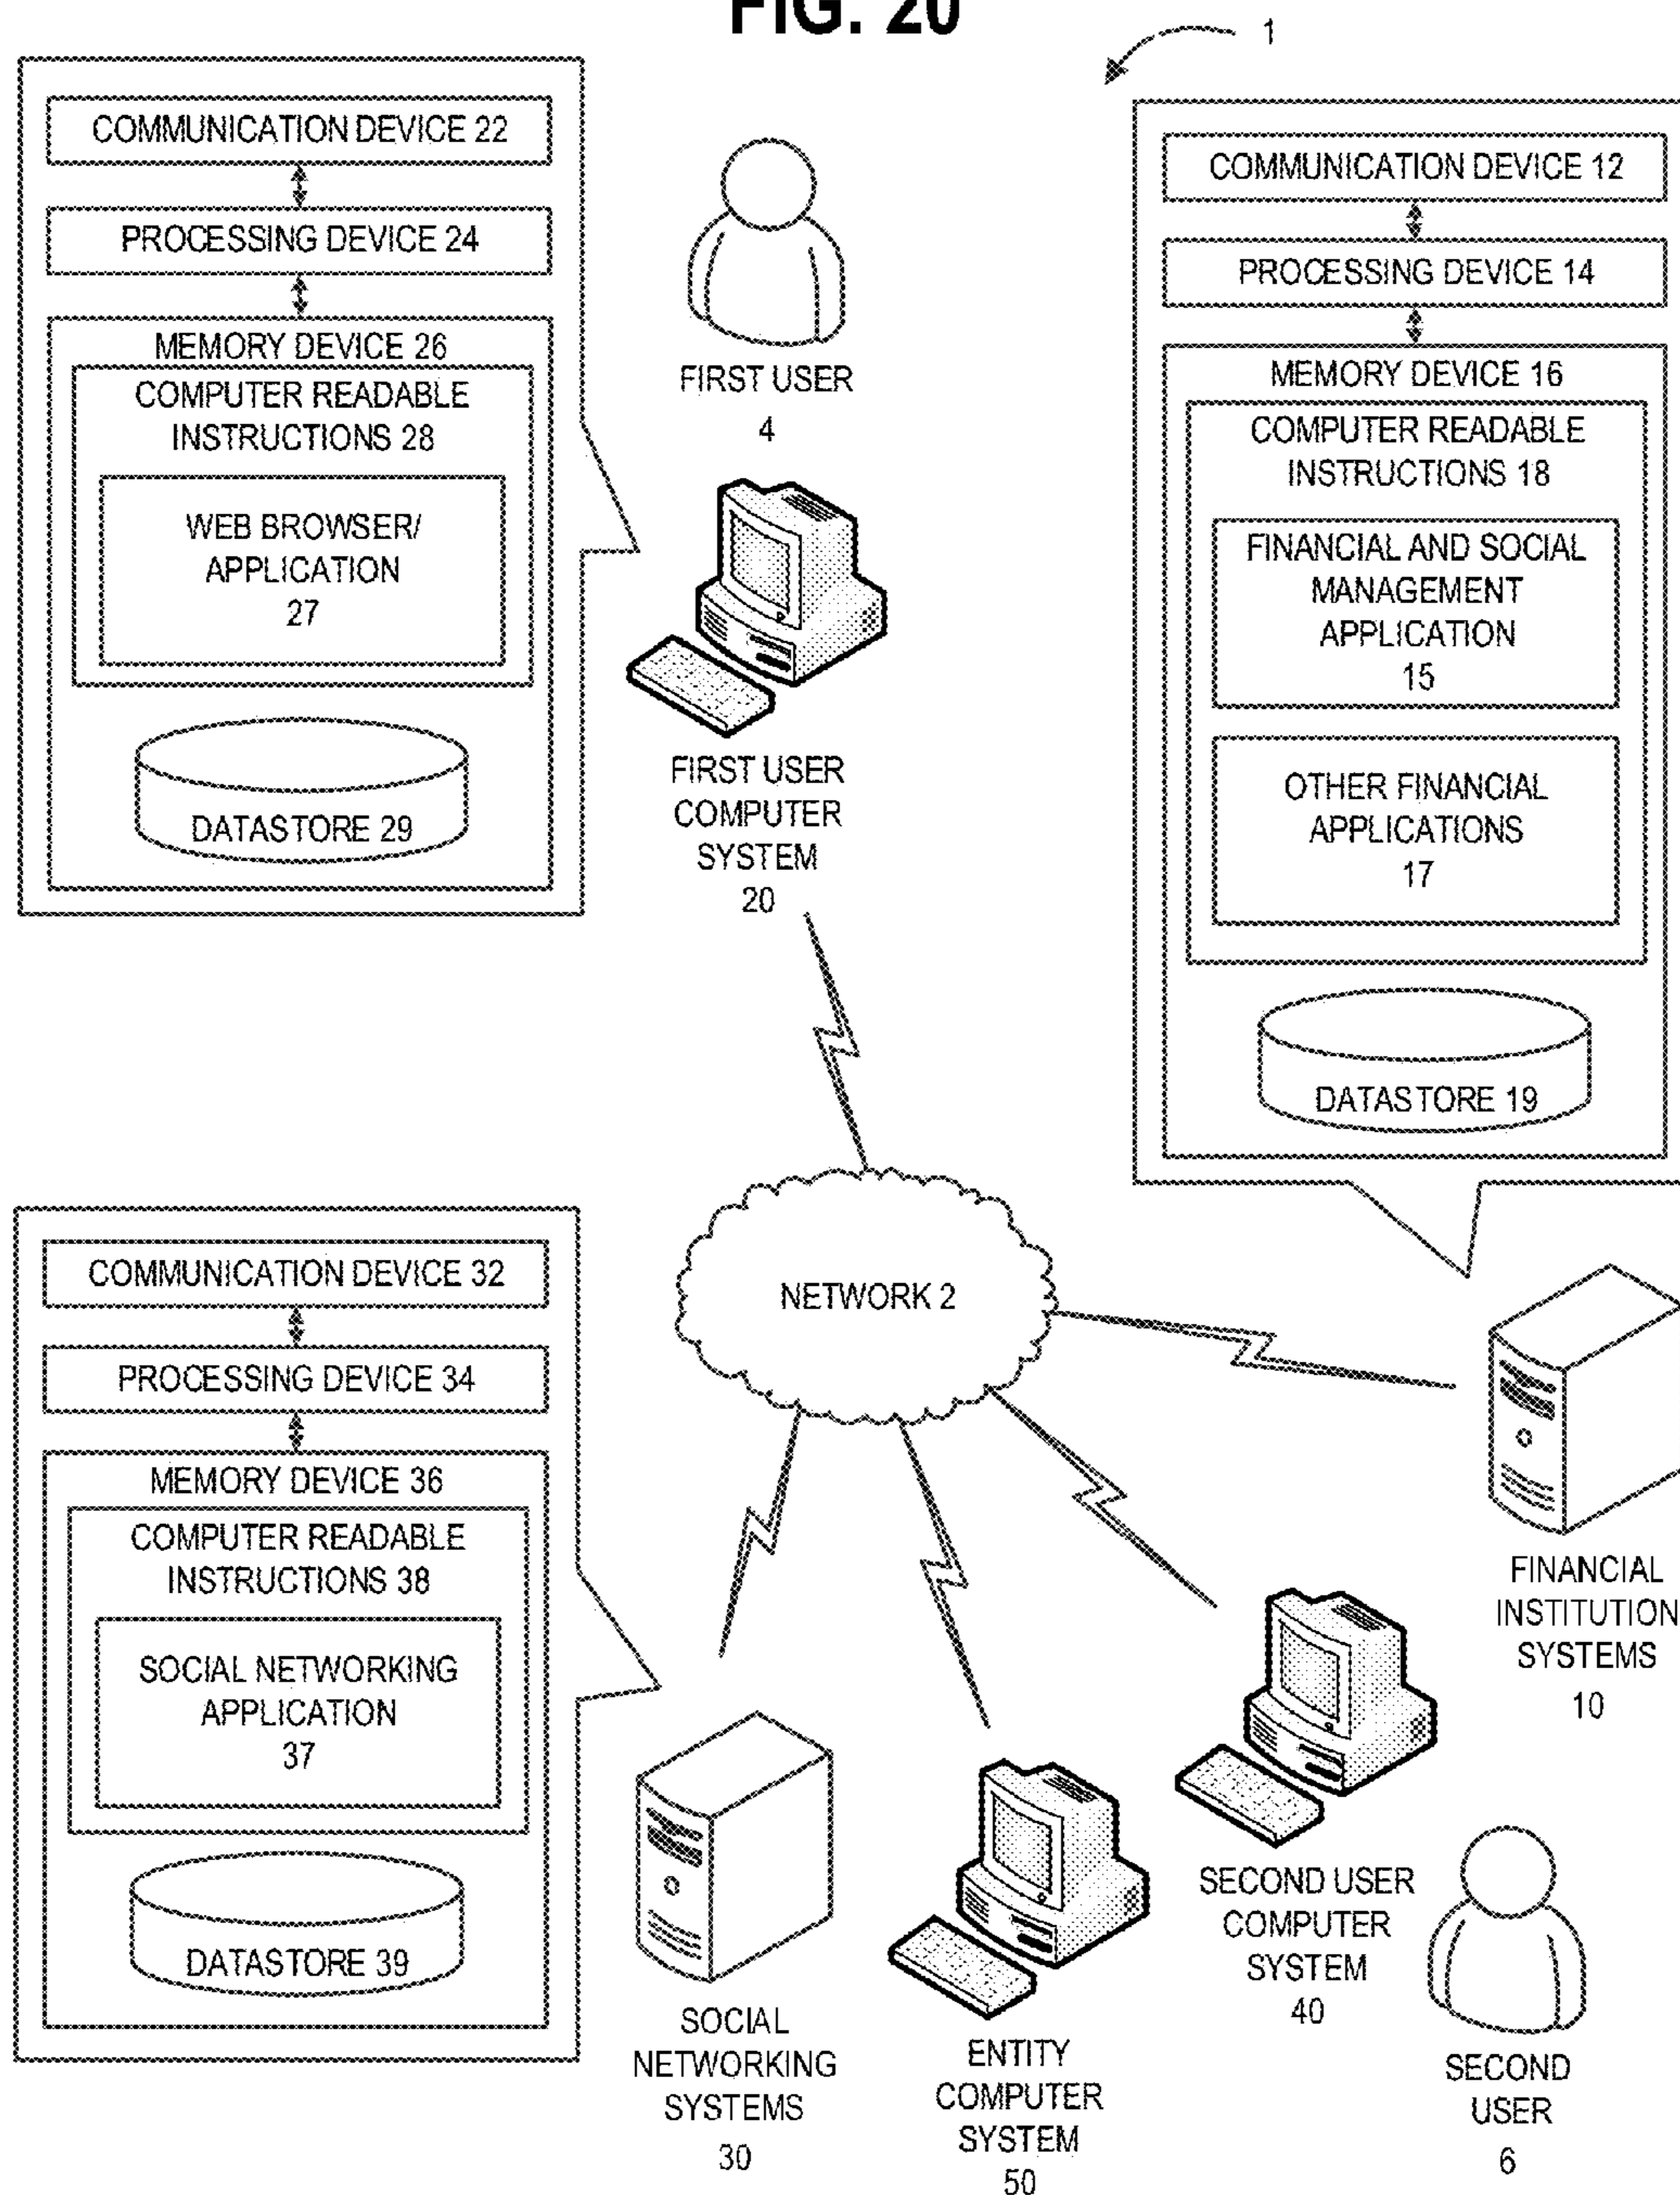 FIG. 20
1
COMMUNICATION DEVICE 22
PROCESSING DEVICE 24
MEMORY DEVICE 26
COMPUTER READABLE
INSTRUCTIONS 28
WEB BROWSER/
APPLICATION
27
DATASTORE 29
FIRST USER
4
FIRST USER
COMPUTER
SYSTEM
20
COMMUNICATION DEVICE 12
PROCESSING DEVICE 14
MEMORY DEVICE 16
COMPUTER READABLE
INSTRUCTIONS 18
FINANCIAL AND SOCIAL
MANAGEMENT
APPLICATION
15
OTHER FINANCIAL
APPLICATIONS
17
DATASTORE 19
NETWORK 2
COMMUNICATION DEVICE 32
PROCESSING DEVICE 34
MEMORY DEVICE 36
COMPUTER READABLE
INSTRUCTIONS 38
SOCIAL NETWORKING
APPLICATION
37
DATASTORE 39
SOCIAL
NETWORKING
SYSTEMS
30
ENTITY
COMPUTER
SYSTEM
50
SECOND USER
COMPUTER
SYSTEM
40
FINANCIAL
INSTITUTION
SYSTEMS
10
SECOND
USER
6